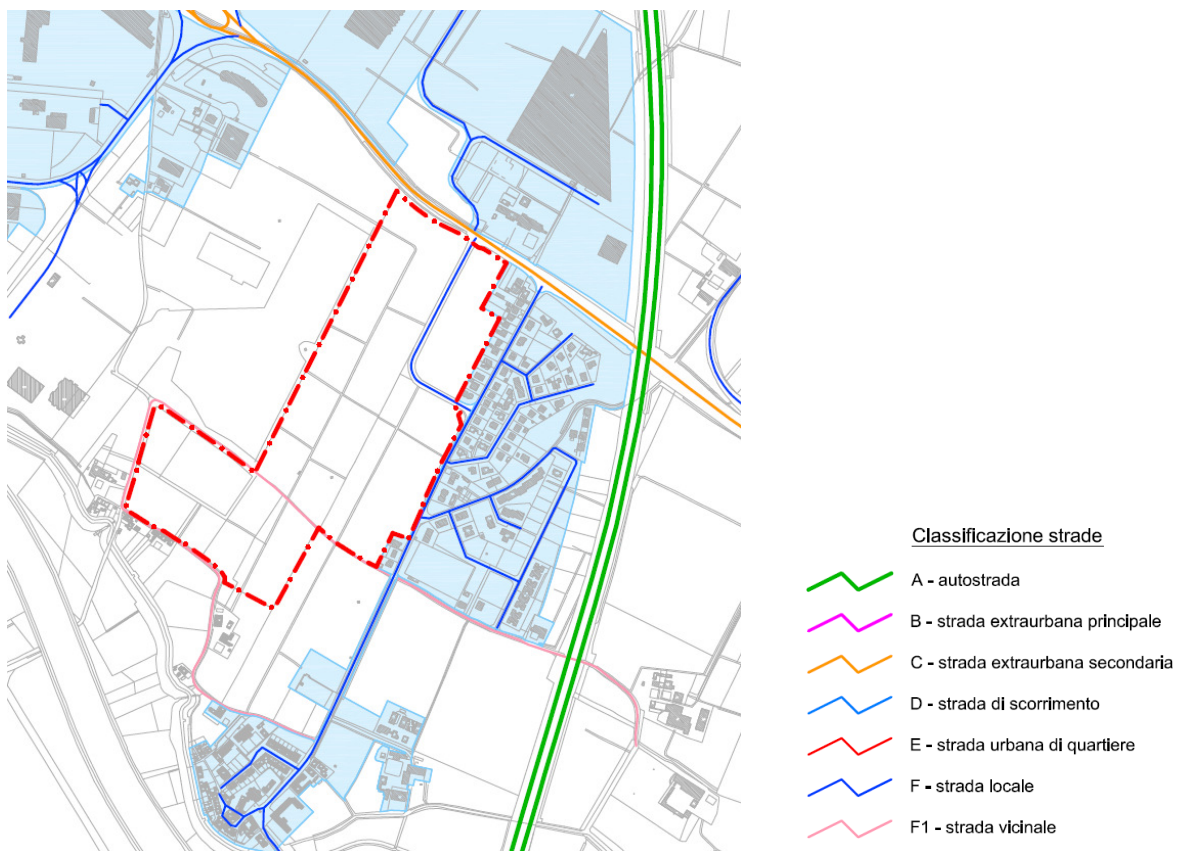 Classificazione strade
A - autostrada
B - strada extraurbana principale
C - strada extraurbana secondaria
D - strada di scorrimento
E - strada urbana di quartiere
F - strada locale
F1 - strada vicinale